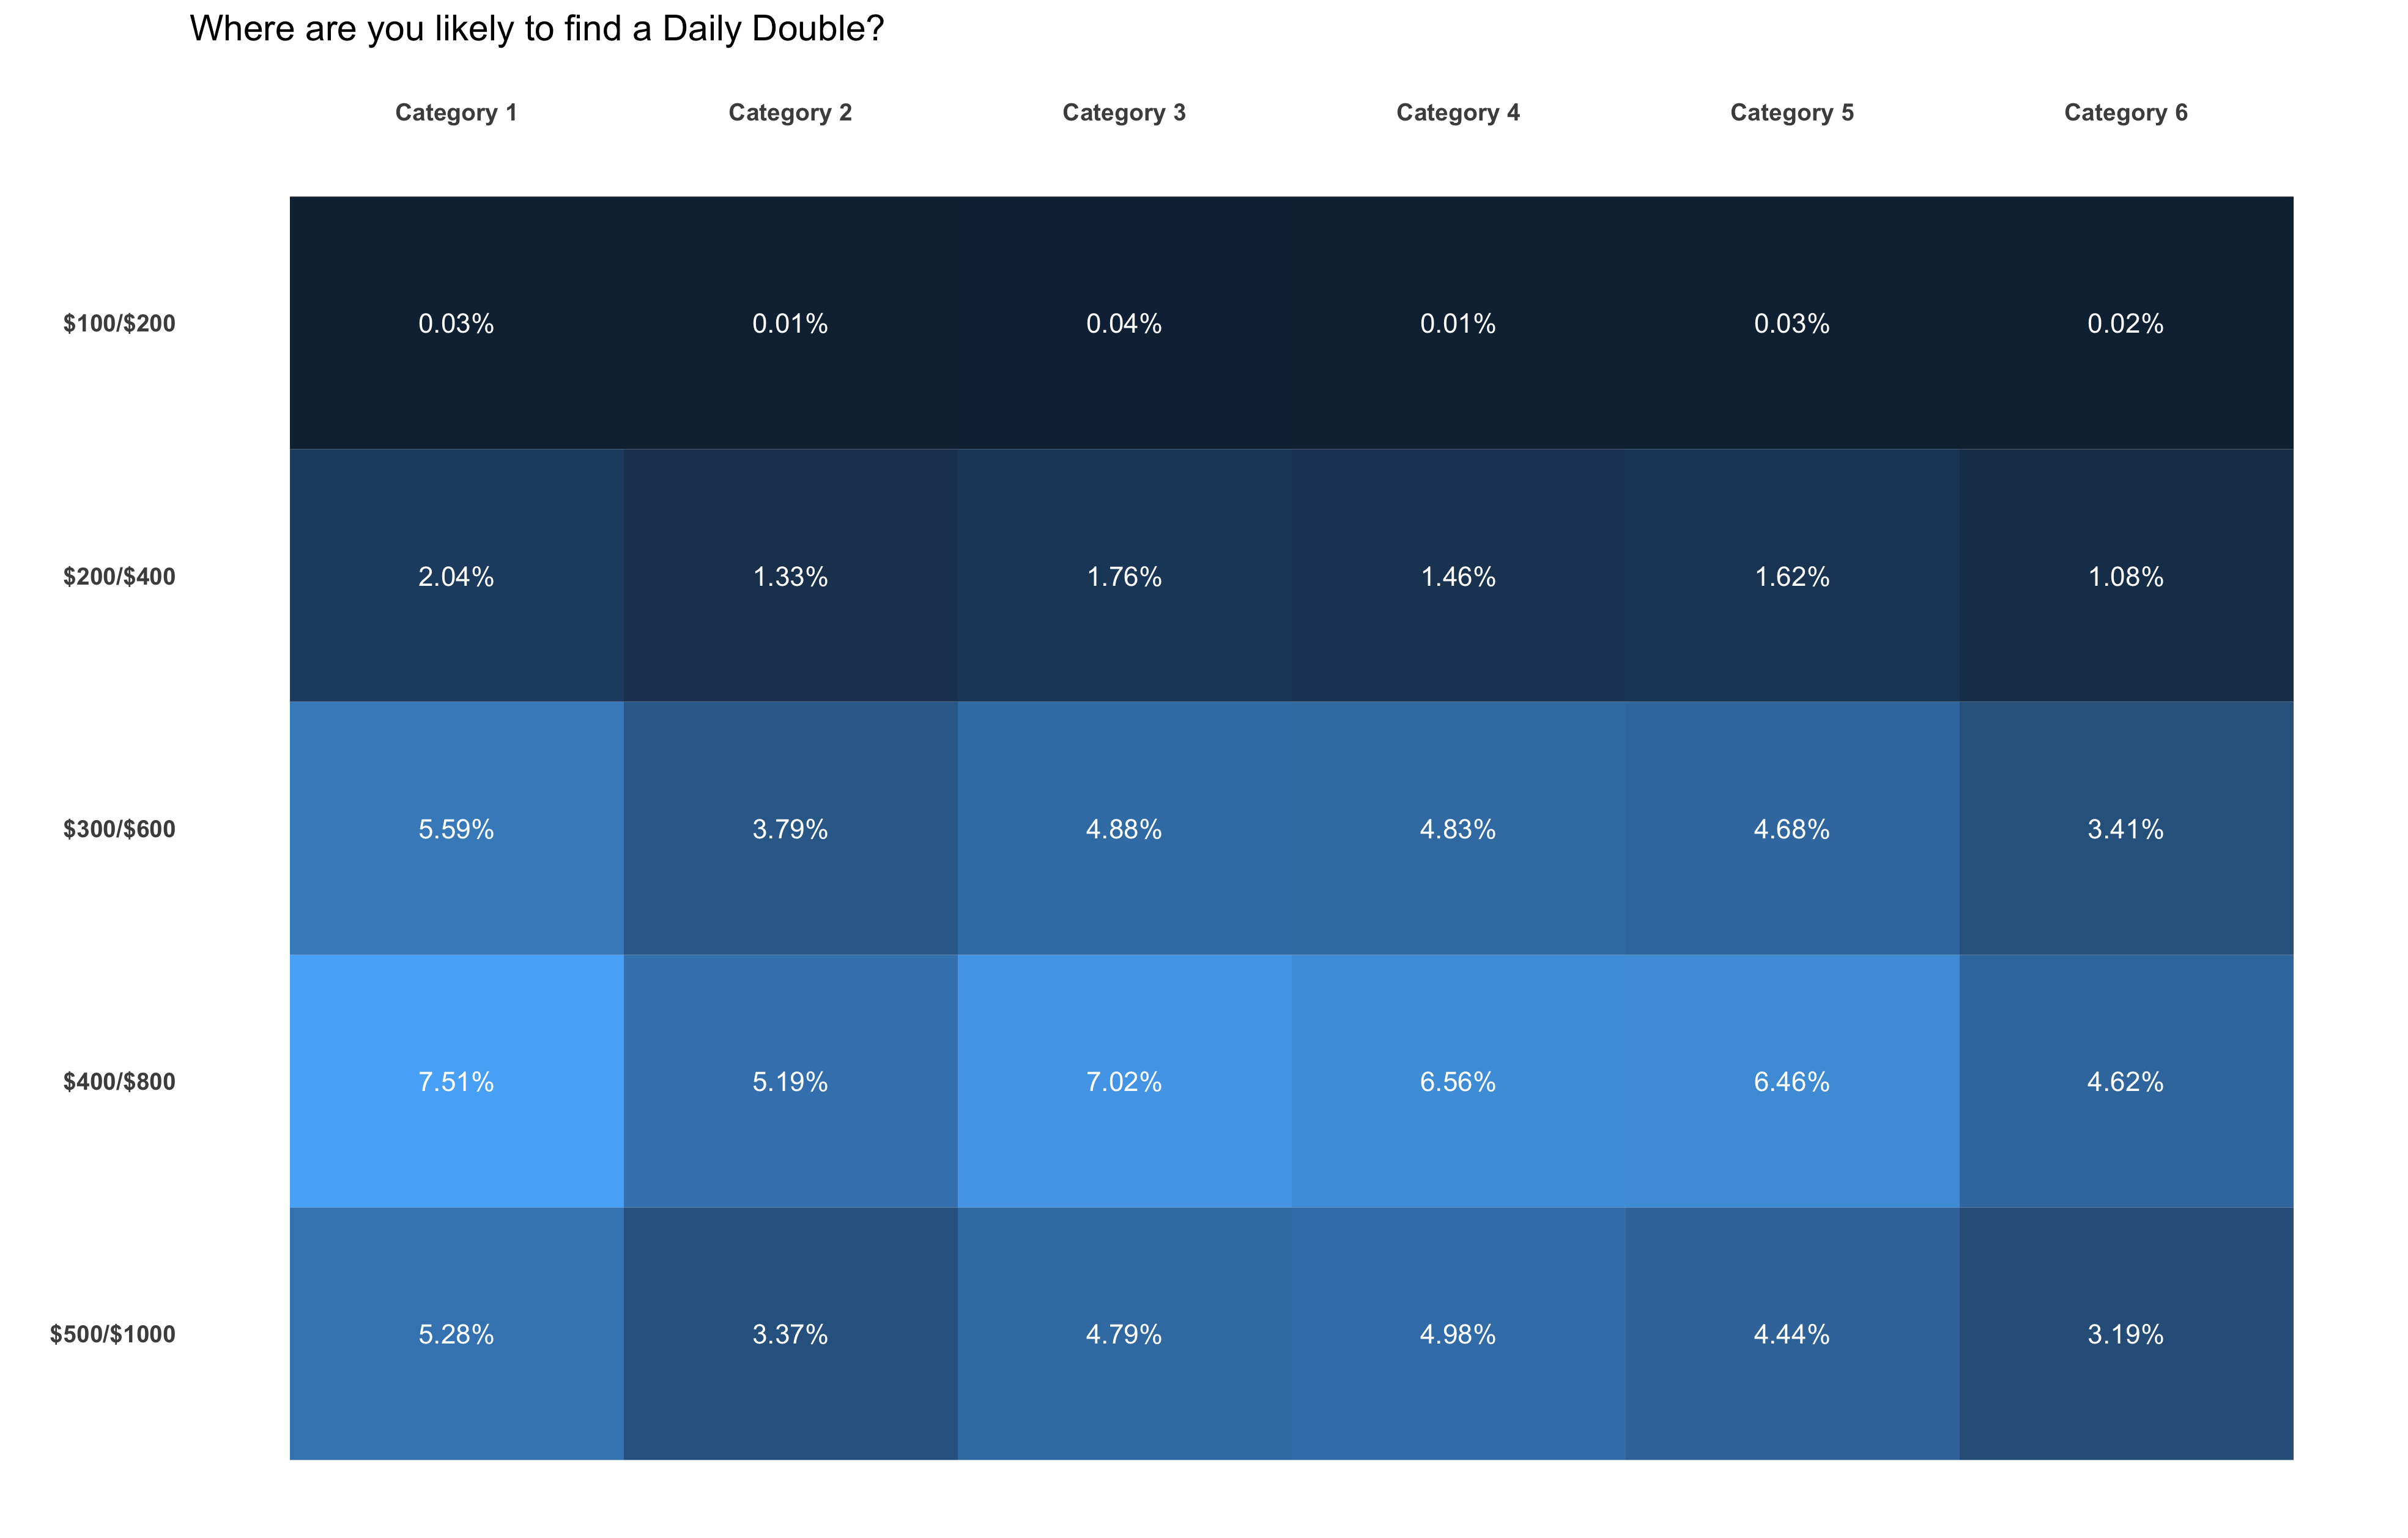 Where are you likely to find a Daily Double?
Category 1 Category 2 Category 3 Category 4 Category 5 Category 6
$100/$200 0.03% 0.01% 0.04% 0.01% 0.03% 0.02%
$200/$400 2.04% 1.33% 1.76% 1.46% 1.62% 1.08%
$300/$600 5.59% 3.79% 4.88% 4.83% 4.68% 3.41%
$400/$800 7.51% 5.19% 7.02% 6.56% 6.46% 4.62%
$500/$1000 5.28% 3.37% 4.79% 4.98% 4.44% 3.19%